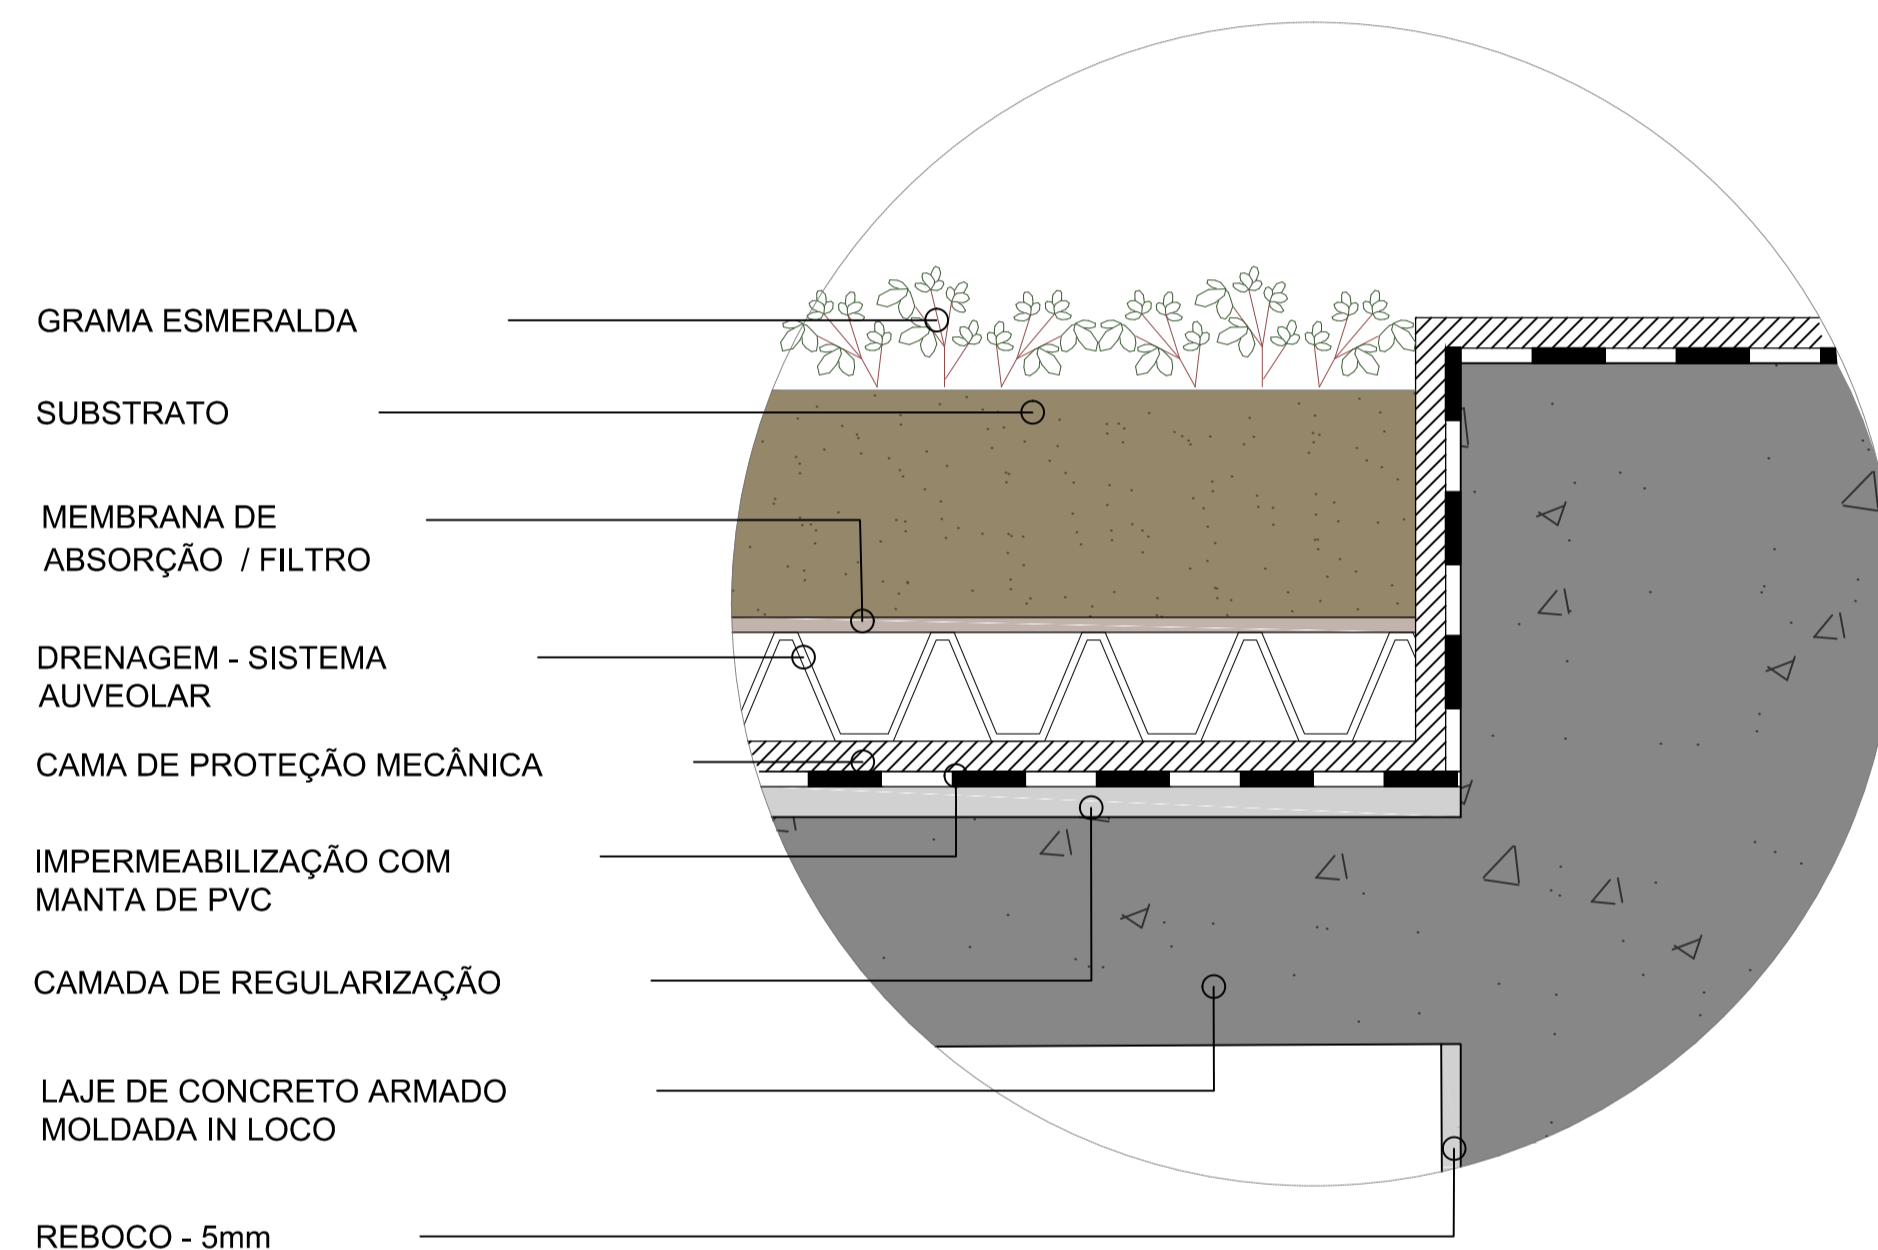 GRAMA ESMERALDA
SUBSTRATO
MEMBRANA DE
ABSORÇÃO / FILTRO
DRENAGEM - SISTEMA
AUVEOLAR
CAMA DE PROTEÇÃO MECÂNICA
IMPERMEABILIZAÇÃO COM
MANTA DE PVC
CAMADA DE REGULARIZAÇÃO
LAJE DE CONCRETO ARMADO
MOLDADA IN LOCO
REBOCO - 5mm